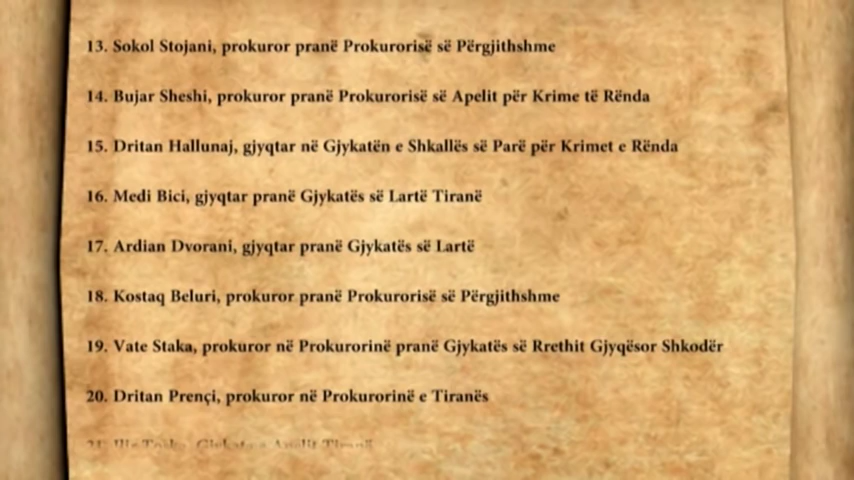 13. Sokol Stojani, prokuror pranë Prokurorisë së Përgjithshme
14. Bujar Sheshi, prokuror pranë Prokurorisë së Apelit për Krime të Rënda
15. Dritan Hallunaj, gjyqtar në Gjykatën e Shkallës së Parë për Krimet e Rënda
16. Medi Bici, gjyqtar pranë Gjykatës së Lartë Tiranë
17. Ardian Dvorani, gjyqtar pranë Gjykatës së Lartë
18. Kostaq Beluri, prokuror pranë Prokurorisë së Përgjithshme
19. Vate Staka, prokuror në Prokurorinë pranë Gjykatës së Rrethit Gjyqësor Shkodër
20. Dritan Prençi, prokuror në Prokurorinë e Tiranës
21.